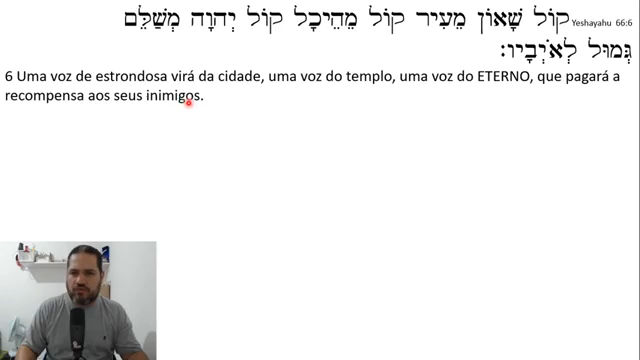 Yeshayahu 66:6 קוֹל שָׁאוֹן מֵעִיר קוֹל מֵהֵיכָל קוֹל יְהוָה מְשַׁלֵּם
גְּמוּל לְאֹיְבָיו׃
6 Uma voz de estrondosa virá da cidade, uma voz do templo, uma voz do ETERNO, que pagará a
recompensa aos seus inimigos.